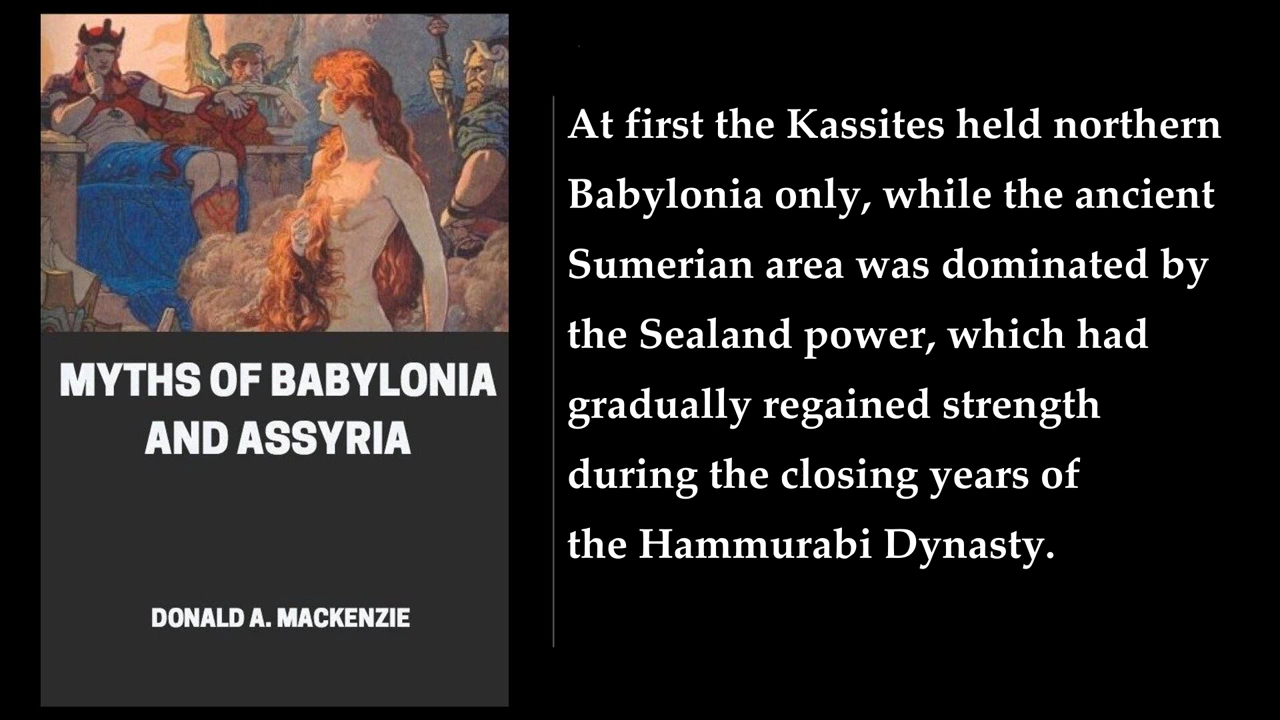 MYTHS OF BABYLONIA
AND ASSYRIA
DONALD A. MACKENZIE
At first the Kassites held northern
Babylonia only, while the ancient
Sumerian area was dominated by
the Sealand power, which had
gradually regained strength
during the closing years of
the Hammurabi Dynasty.